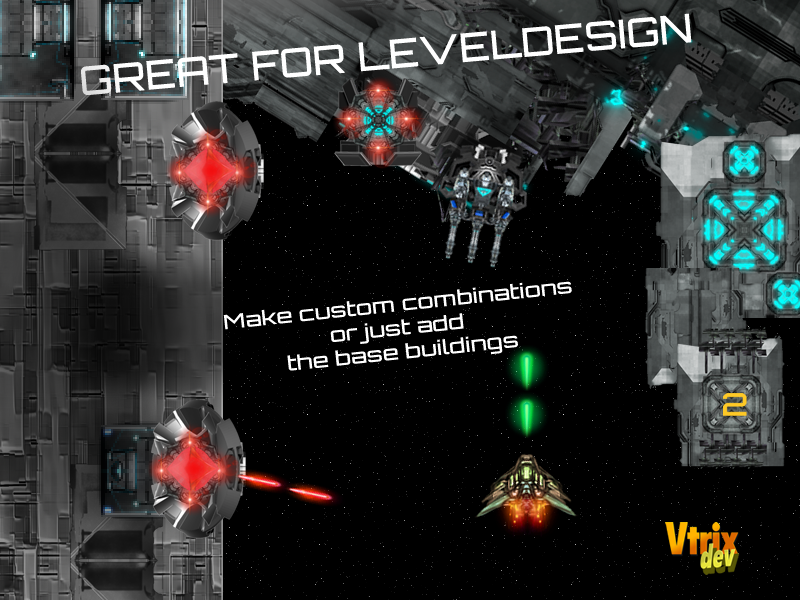 GREAT FOR LEVELDESIGN
Make custom combinations
or just add
the base buildings
2
Vtrix
dev